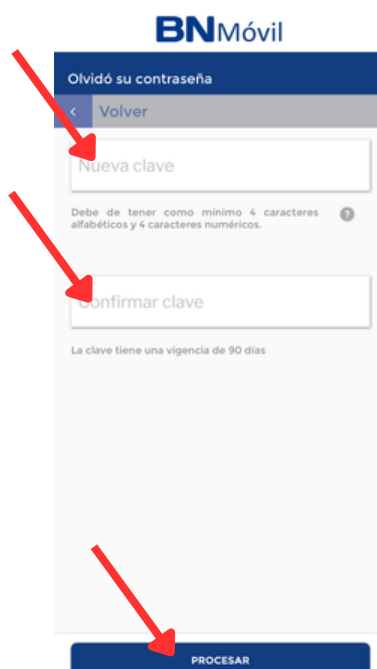 BNMóvil
Olvidó su contraseña
< Volver
Nueva clave
Debe de tener como mínimo 4 caracteres
alfabéticos y 4 caracteres numéricos.
?
Confirmar clave
La clave tiene una vigencia de 90 días
PROCESAR